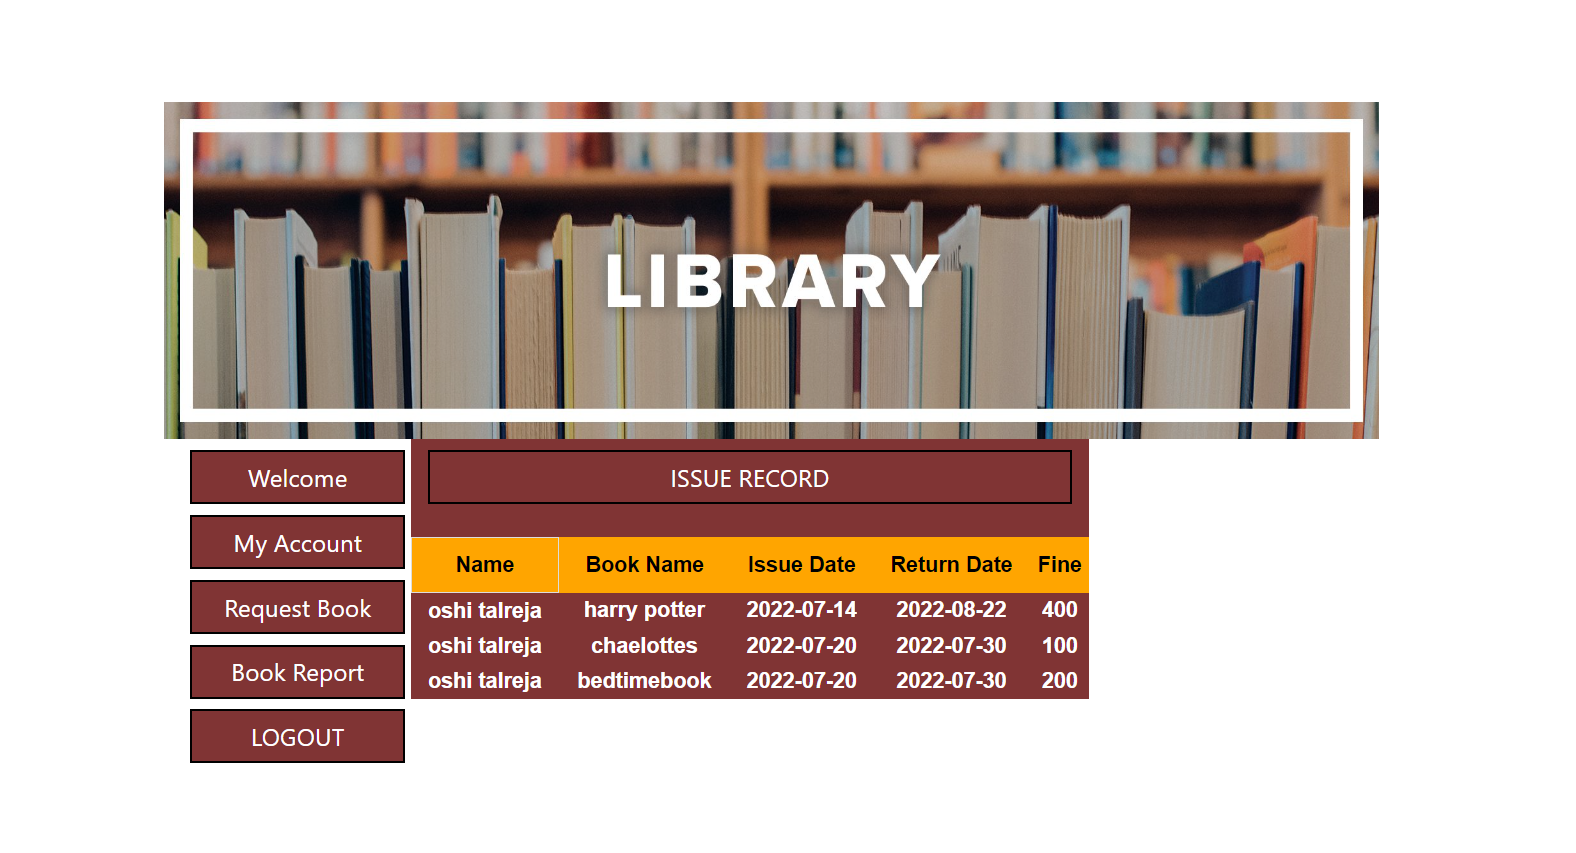 LIBRARY
Welcome
My Account
Request Book
Book Report
LOGOUT
ISSUE RECORD
Name Book Name Issue Date Return Date Fine
oshi talreja harry potter 2022-07-14 2022-08-22 400
oshi talreja chaelottes 2022-07-20 2022-07-30 100
oshi talreja bedtimebook 2022-07-20 2022-07-30 200